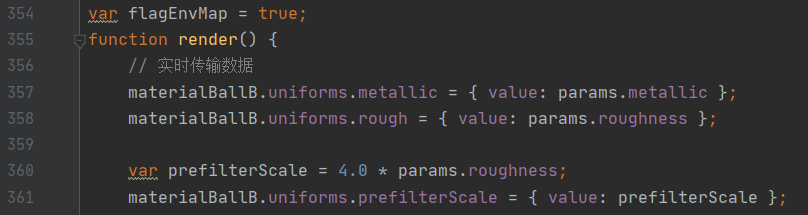 354 var flagEnvMap = true;
355 function render() {
356 // 实时传输数据
357 materialBallB.uniforms.metallic = { value: params.metallic };
358 materialBallB.uniforms.rough = { value: params.roughness };
359
360 var prefilterScale = 4.0 * params.roughness;
361 materialBallB.uniforms.prefilterScale = { value: prefilterScale };